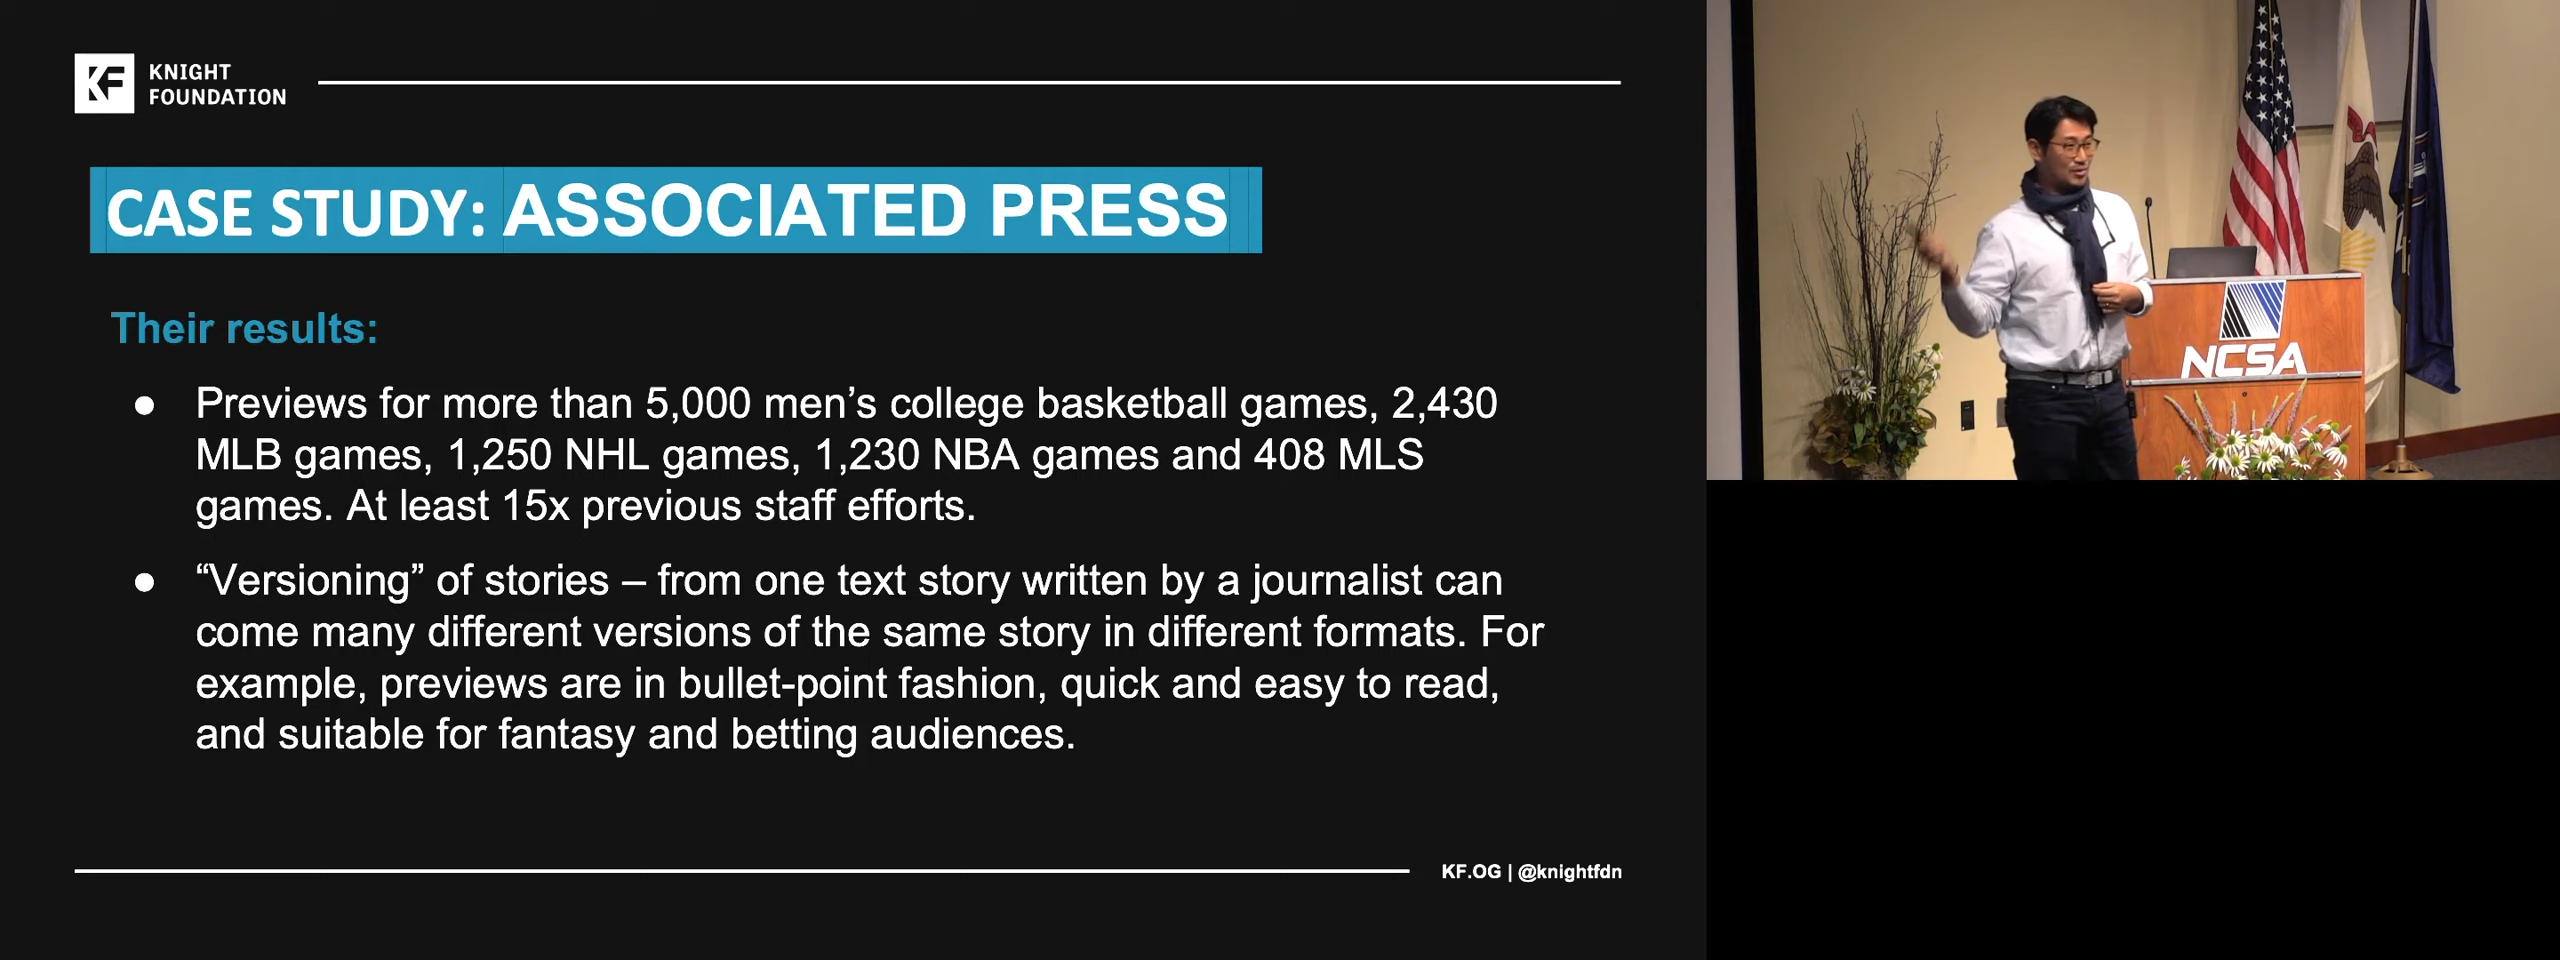 KNIGHT
FOUNDATION
CASE STUDY: ASSOCIATED PRESS
Their results:
● Previews for more than 5,000 men’s college basketball games, 2,430
MLB games, 1,250 NHL games, 1,230 NBA games and 408 MLS
games. At least 15x previous staff efforts.
● “Versioning” of stories – from one text story written by a journalist can
come many different versions of the same story in different formats. For
example, previews are in bullet-point fashion, quick and easy to read,
and suitable for fantasy and betting audiences.
KF.OG | @knightfdn
NCSA